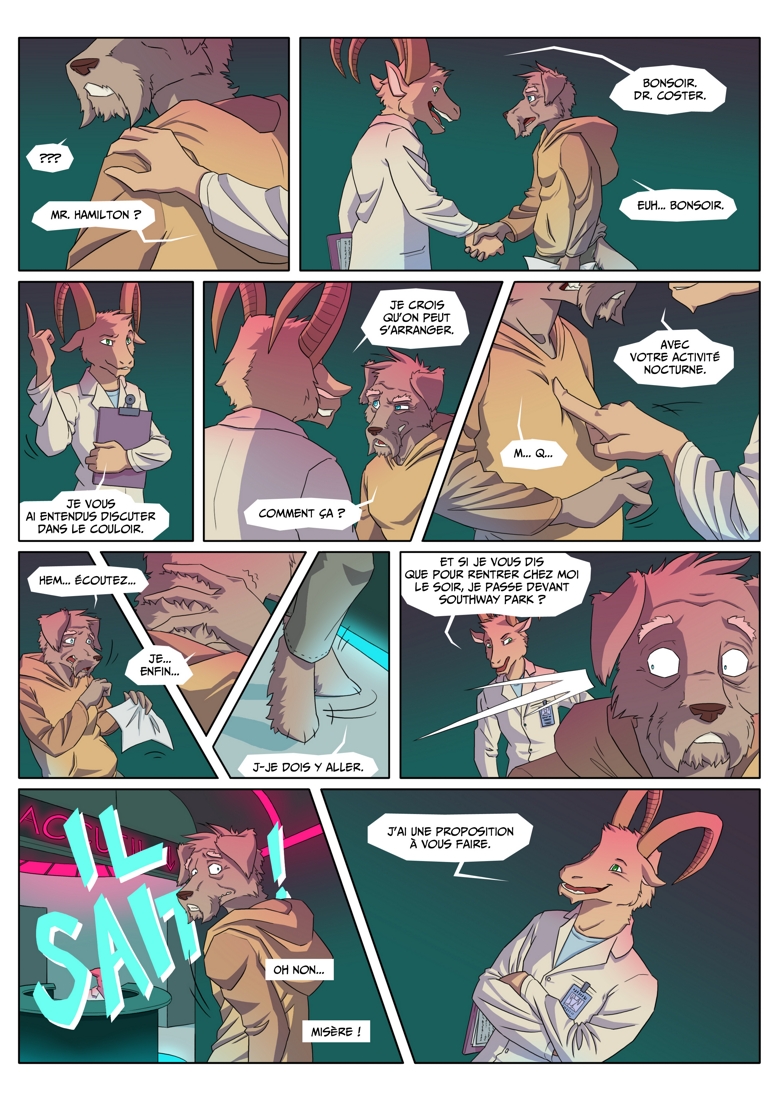 ???
MR. HAMILTON ?
BONSOIR.
DR. COSTER.
EUH... BONSOIR.
JE VOUS
AI ENTENDUS DISCUTER
DANS LE COULOIR.
JE CROIS
QU'ON PEUT
S'ARRANGER.
COMMENT ÇA ?
AVEC
VOTRE ACTIVITÉ
NOCTURNE.
M... Q...
HEM... ÉCOUTEZ...
JE...
ENFIN...
J-JE DOIS Y ALLER.
ET SI JE VOUS DIS
QUE POUR RENTRER CHEZ MOI
LE SOIR, JE PASSE DEVANT
SOUTHWAY PARK ?
IL
SAIT !
OH NON...
MISÈRE !
J'AI UNE PROPOSITION
À VOUS FAIRE.